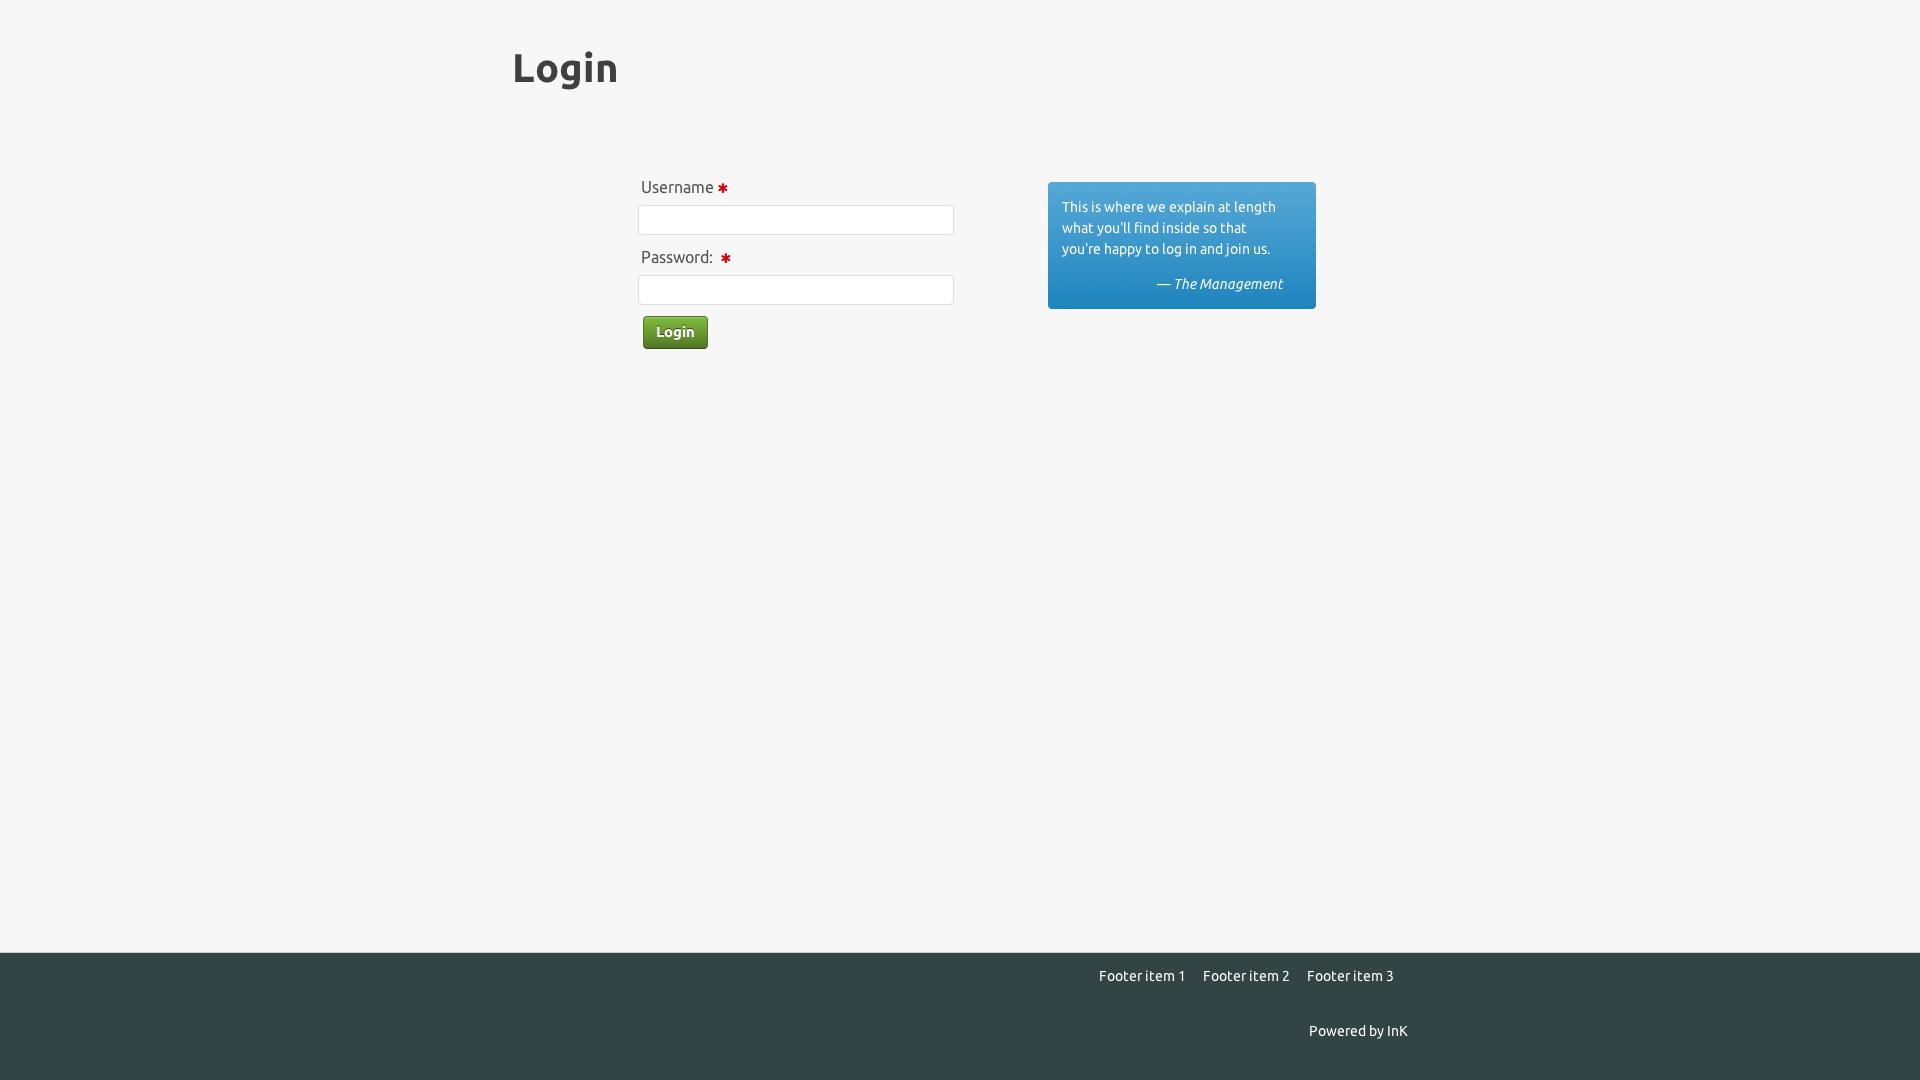 Login
Username ✱
Password: ✱
Login
This is where we explain at length
what you'll find inside so that
you're happy to log in and join us.
— The Management
Footer item 1 Footer item 2 Footer item 3
Powered by InK